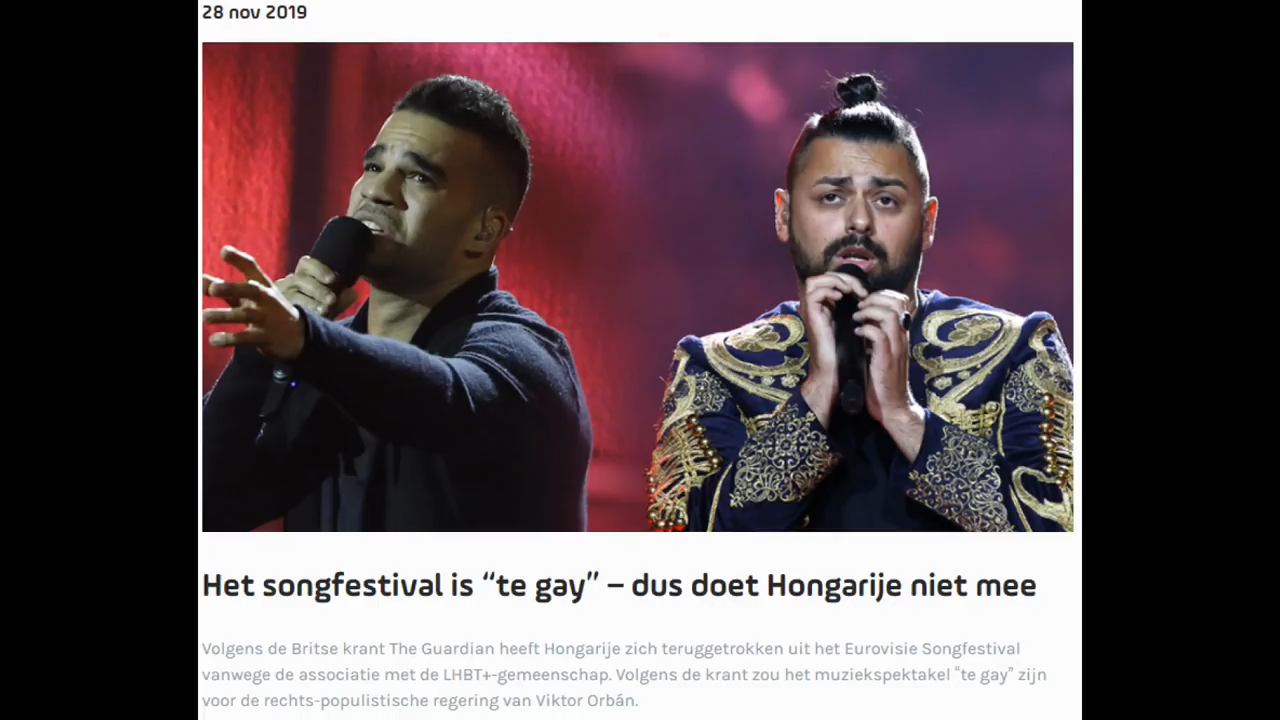 28 nov 2019
Het songfestival is “te gay” – dus doet Hongarije niet mee
Volgens de Britse krant The Guardian heeft Hongarije zich teruggetrokken uit het Eurovisie Songfestival
vanwege de associatie met de LHBT+-gemeenschap. Volgens de krant zou het muziekspektakel “te gay” zijn
voor de rechts-populistische regering van Viktor Orbán.